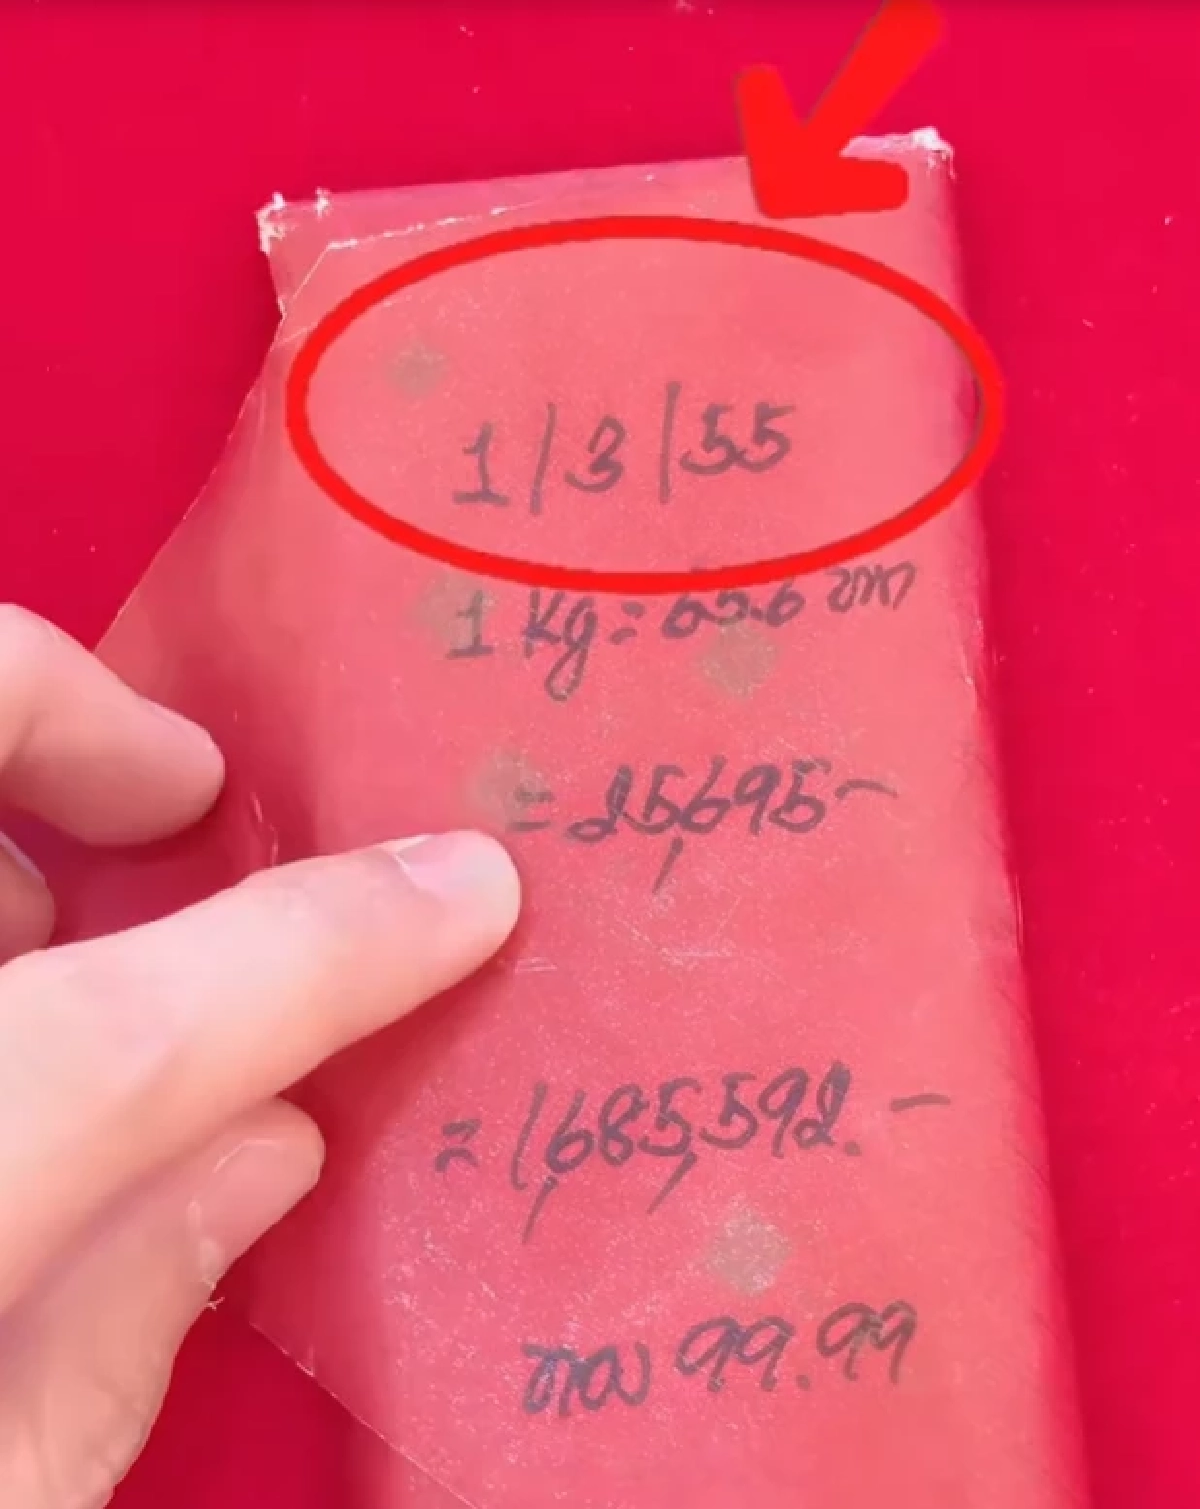 1/3/55
1 Kg = 65.6 บาท
= 25,695 -
= 1,685,592. -
ทอง 99.99